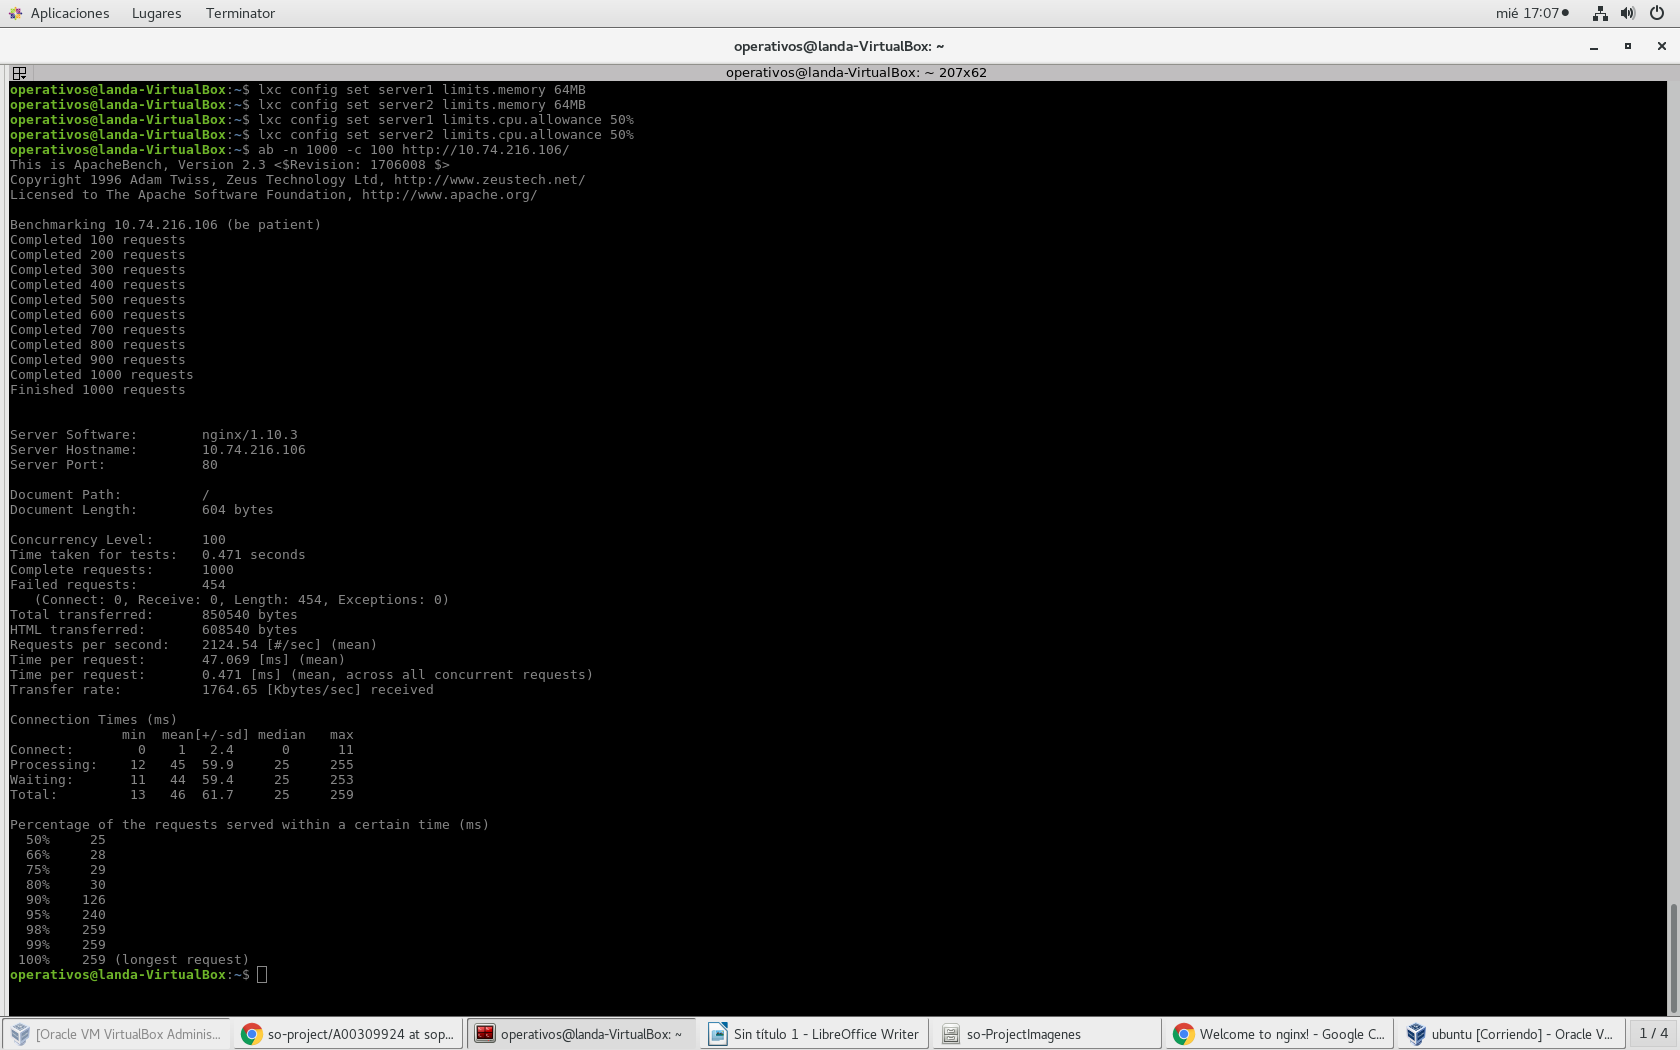 Aplicaciones Lugares Terminator mié 17:07
operativos@landa-VirtualBox: ~
operativos@landa-VirtualBox: ~ 207x62
operativos@landa-VirtualBox:~$ lxc config set server1 limits.memory 64MB
operativos@landa-VirtualBox:~$ lxc config set server2 limits.memory 64MB
operativos@landa-VirtualBox:~$ lxc config set server1 limits.cpu.allowance 50%
operativos@landa-VirtualBox:~$ lxc config set server2 limits.cpu.allowance 50%
operativos@landa-VirtualBox:~$ ab -n 1000 -c 100 http://10.74.216.106/
This is ApacheBench, Version 2.3 <$Revision: 1706008 $>
Copyright 1996 Adam Twiss, Zeus Technology Ltd, http://www.zeustech.net/
Licensed to The Apache Software Foundation, http://www.apache.org/
Benchmarking 10.74.216.106 (be patient)
Completed 100 requests
Completed 200 requests
Completed 300 requests
Completed 400 requests
Completed 500 requests
Completed 600 requests
Completed 700 requests
Completed 800 requests
Completed 900 requests
Completed 1000 requests
Finished 1000 requests
Server Software: nginx/1.10.3
Server Hostname: 10.74.216.106
Server Port: 80
Document Path: /
Document Length: 604 bytes
Concurrency Level: 100
Time taken for tests: 0.471 seconds
Complete requests: 1000
Failed requests: 454
(Connect: 0, Receive: 0, Length: 454, Exceptions: 0)
Total transferred: 850540 bytes
HTML transferred: 608540 bytes
Requests per second: 2124.54 [#/sec] (mean)
Time per request: 47.069 [ms] (mean)
Time per request: 0.471 [ms] (mean, across all concurrent requests)
Transfer rate: 1764.65 [Kbytes/sec] received
Connection Times (ms)
min mean[+/-sd] median max
Connect: 0 1 2.4 0 11
Processing: 12 45 59.9 25 255
Waiting: 11 44 59.4 25 253
Total: 13 46 61.7 25 259
Percentage of the requests served within a certain time (ms)
50% 25
66% 28
75% 29
80% 30
90% 126
95% 240
98% 259
99% 259
100% 259 (longest request)
operativos@landa-VirtualBox:~$
[Oracle VM VirtualBox Adminis... so-project/A00309924 at sop... operativos@landa-VirtualBox: ~ Sin título 1 - LibreOffice Writer so-ProjectImagenes Welcome to nginx! - Google C... ubuntu [Corriendo] - Oracle V... 1 / 4